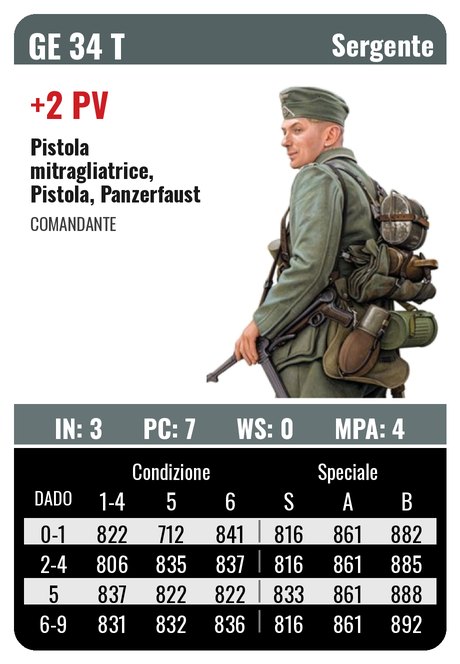 GE 34 T Sergente
+2 PV
Pistola
mitragliatrice,
Pistola, Panzerfaust
COMANDANTE
IN: 3 PC: 7 WS: 0 MPA: 4
Condizione Speciale
DADO 1-4 5 6 S A B
0-1 822 712 841 816 861 882
2-4 806 835 837 816 861 885
5 837 822 822 833 861 888
6-9 831 832 836 816 861 892